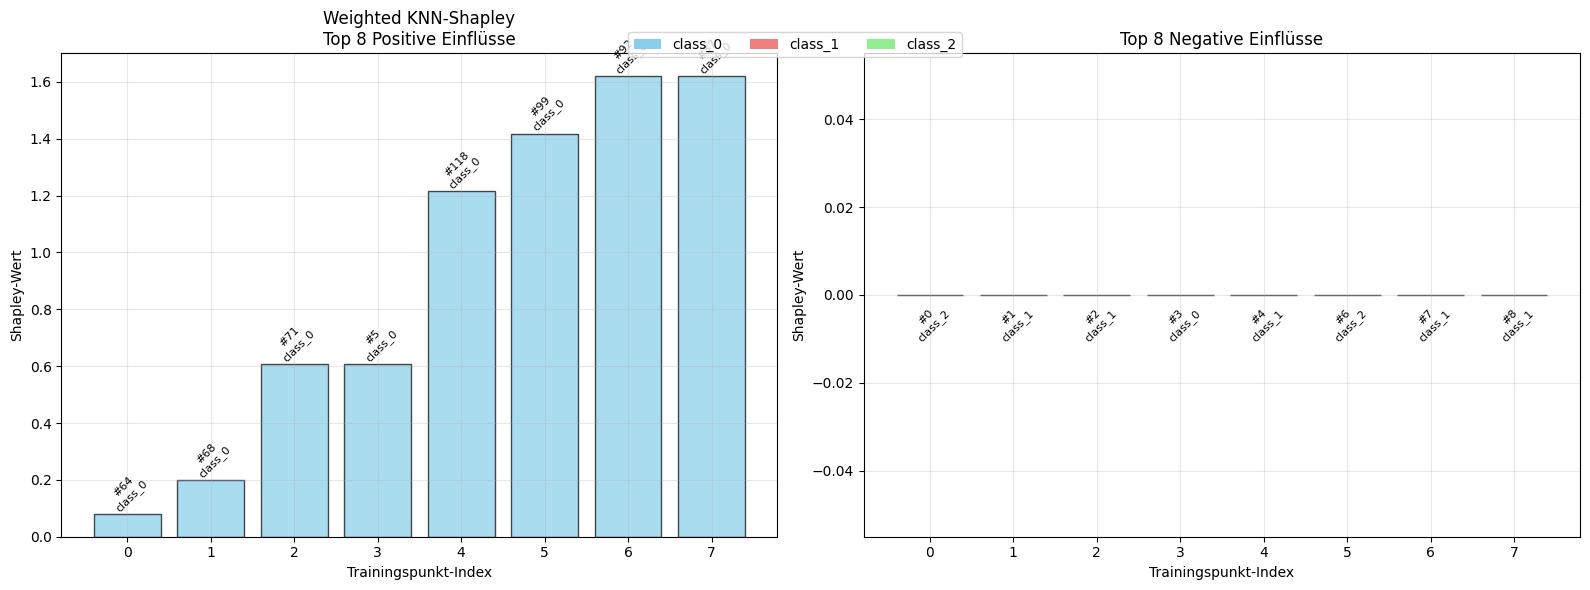 Weighted KNN-Shapley
Top 8 Positive Einflüsse
class_0
class_1
class_2
Top 8 Negative Einflüsse
Shapley-Wert
1.6
1.4
1.2
1.0
0.8
0.6
0.4
0.2
0.0
#64
class_0
#68
class_0
#71
class_0
#5
class_0
#118
class_0
#99
class_0
0 1 2 3 4 5 6 7
Trainingspunkt-Index
Shapley-Wert
0.04
0.02
0.00
−0.02
−0.04
#0
class_2
#1
class_1
#2
class_1
#3
class_0
#4
class_1
#6
class_2
#7
class_1
#8
class_1
0 1 2 3 4 5 6 7
Trainingspunkt-Index